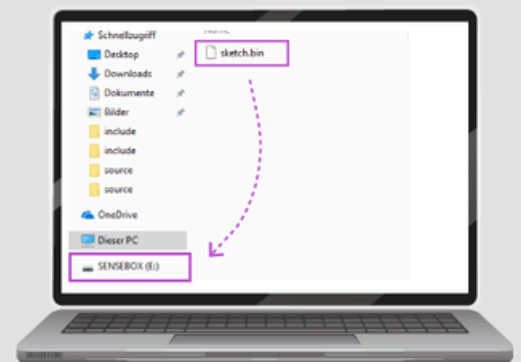 Schnellzugriff
Desktop
Downloads
Dokumente
Bilder
include
include
source
source
OneDrive
Dieser PC
SENSEBOX (E:)
sketch.bin